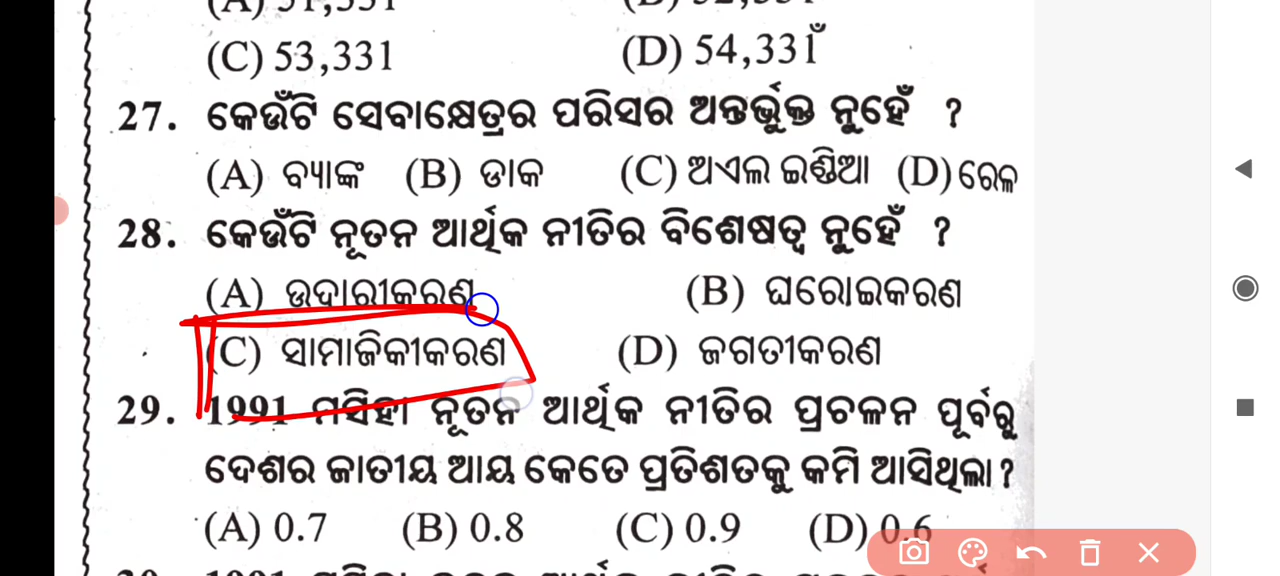 (C) 53,331 (D) 54,331
27. କେଉଁଟି ସେବାକ୍ଷେତ୍ରର ପରିସର ଅନ୍ତର୍ଭୁକ୍ତ ନୁହେଁ ?
(A) ବ୍ୟାଙ୍କ (B) ଡାକ (C) ଅଏଲ ଇଣ୍ଡିଆ (D) ରେଳ
28. କେଉଁଟି ନୂତନ ଆର୍ଥିକ ନୀତିର ବିଶେଷତ୍ୱ ନୁହେଁ ?
(A) ଉଦାରୀକରଣ (B) ଘରୋଇକରଣ
(C) ସାମାଜିକୀକରଣ (D) ଜଗତୀକରଣ
29. 1991 ମସିହା ନୂତନ ଆର୍ଥିକ ନୀତିର ପ୍ରଚଳନ ପୂର୍ବରୁ
ଦେଶର ଜାତୀୟ ଆୟ କେତେ ପ୍ରତିଶତକୁ କମି ଆସିଥିଲା ?
(A) 0.7 (B) 0.8 (C) 0.9 (D) 0.6